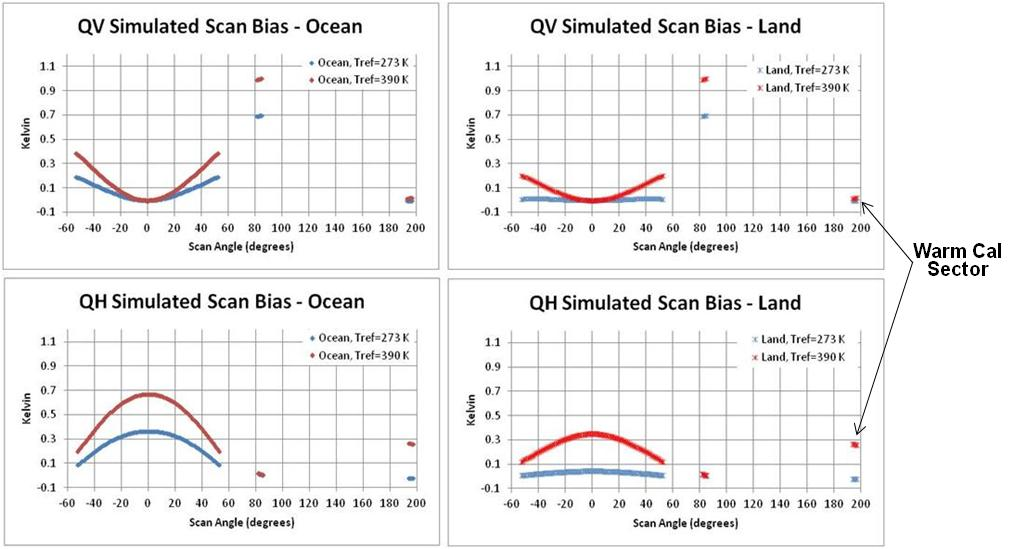 QV Simulated Scan Bias - Ocean
Ocean, Tref=273 K
Ocean, Tref=390 K
1.1
0.9
0.7
0.5
0.3
0.1
-0.1
Kelvin
-60 -40 -20 0 20 40 60 80 100 120 140 160 180 200
Scan Angle (degrees)
QV Simulated Scan Bias - Land
Land, Tref=273 K
Land, Tref=390 K
1.1
0.9
0.7
0.5
0.3
0.1
-0.1
Kelvin
-60 -40 -20 0 20 40 60 80 100 120 140 160 180 200
Scan Angle (degrees)
Warm Cal
Sector
QH Simulated Scan Bias - Ocean
Ocean, Tref=273 K
Ocean, Tref=390 K
1.1
0.9
0.7
0.5
0.3
0.1
-0.1
Kelvin
-60 -40 -20 0 20 40 60 80 100 120 140 160 180 200
Scan Angle (degrees)
QH Simulated Scan Bias - Land
Land, Tref=273 K
Land, Tref=390 K
1.1
0.9
0.7
0.5
0.3
0.1
-0.1
Kelvin
-60 -40 -20 0 20 40 60 80 100 120 140 160 180 200
Scan Angle (degrees)